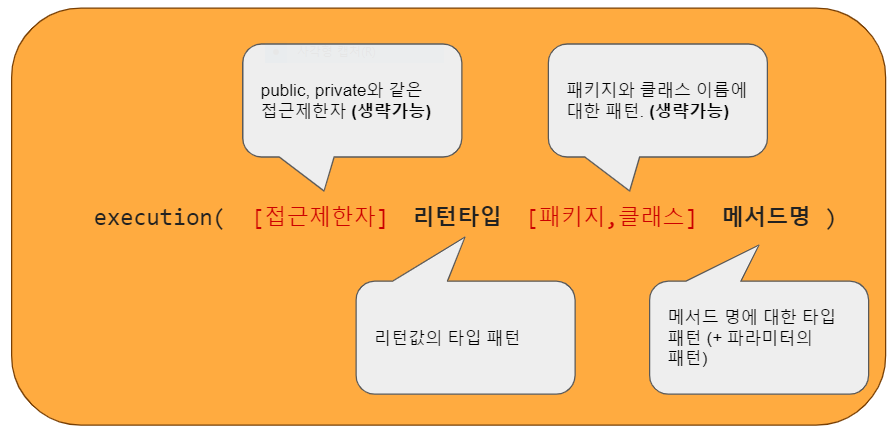 public, private와 같은
접근제한자 (생략가능)
패키지와 클래스 이름에
대한 패턴. (생략가능)
execution( [접근제한자] 리턴타입 [패키지,클래스] 메서드명 )
리턴값의 타입 패턴
메서드 명에 대한 타입
패턴 (+ 파라미터의
패턴)